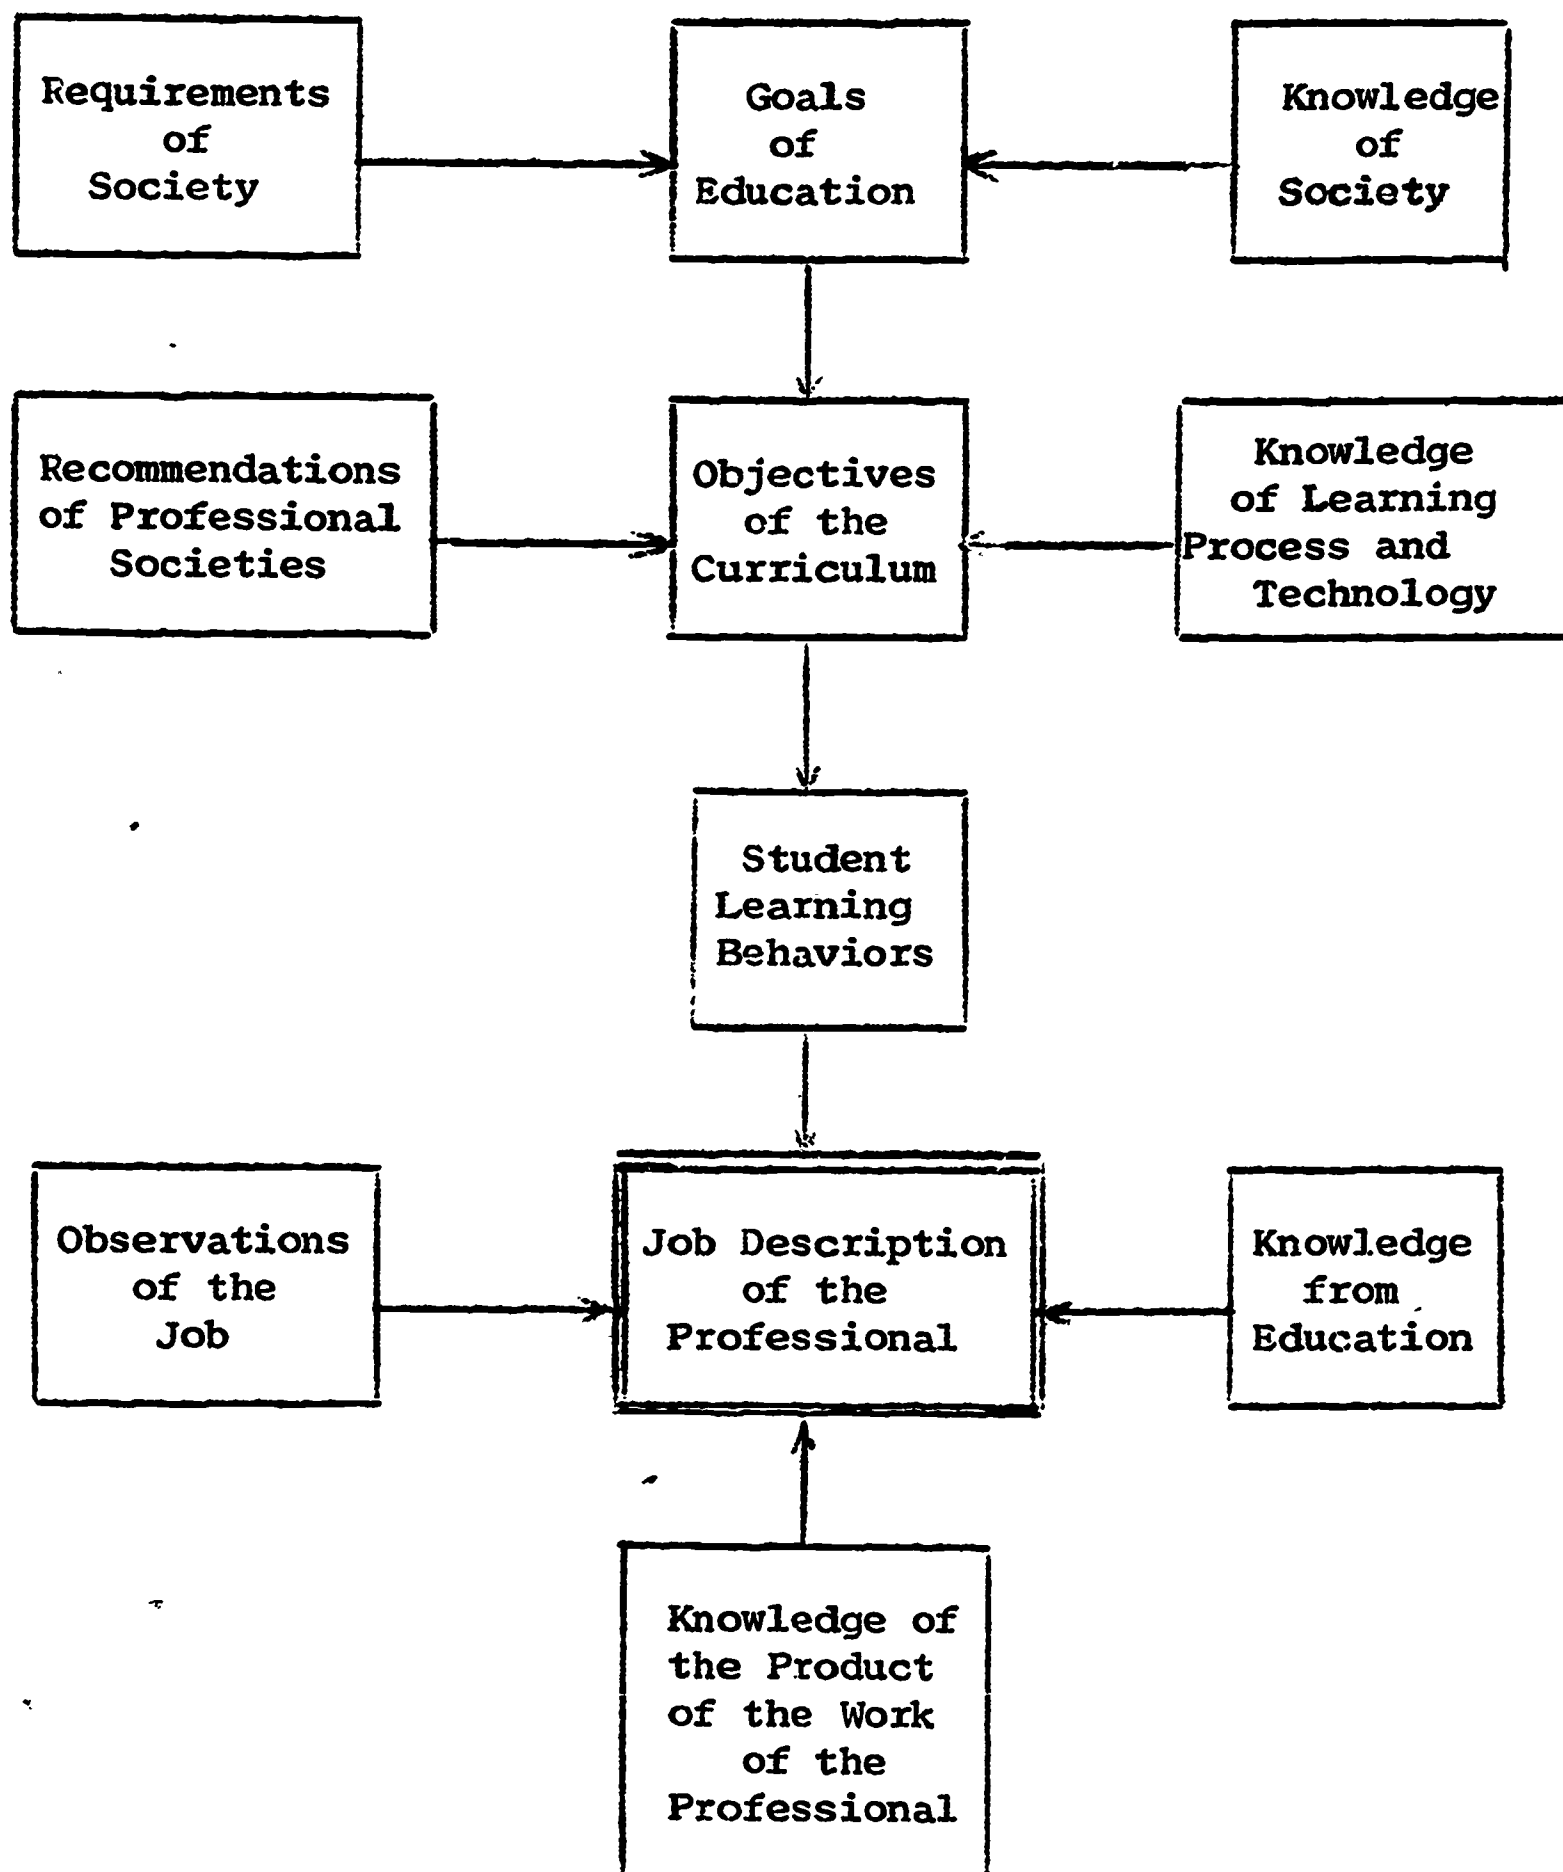 Requirements
of
Society
Goals
of
Education
Knowledge
of
Society
Recommendations
of Professional
Societies
Objectives
of the
Curriculum
Knowledge
of Learning
Process and
Technology
Student
Learning
Behaviors
Observations
of the
Job
Job Description
of the
Professional
Knowledge
from
Education
Knowledge of
the Product
of the Work
of the
Professional